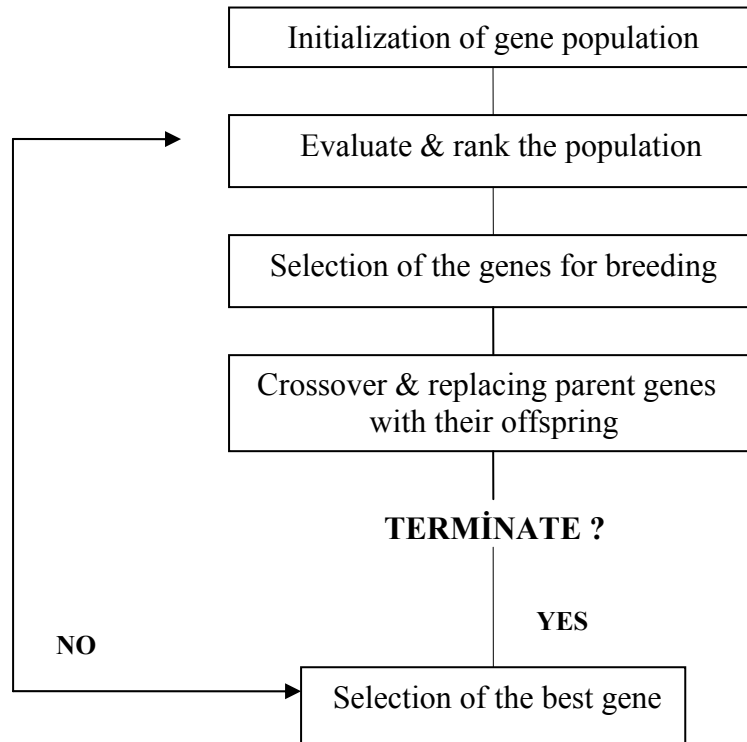 Initialization of gene population
Evaluate & rank the population
Selection of the genes for breeding
Crossover & replacing parent genes
with their offspring
TERMİNATE ?
YES
NO
Selection of the best gene